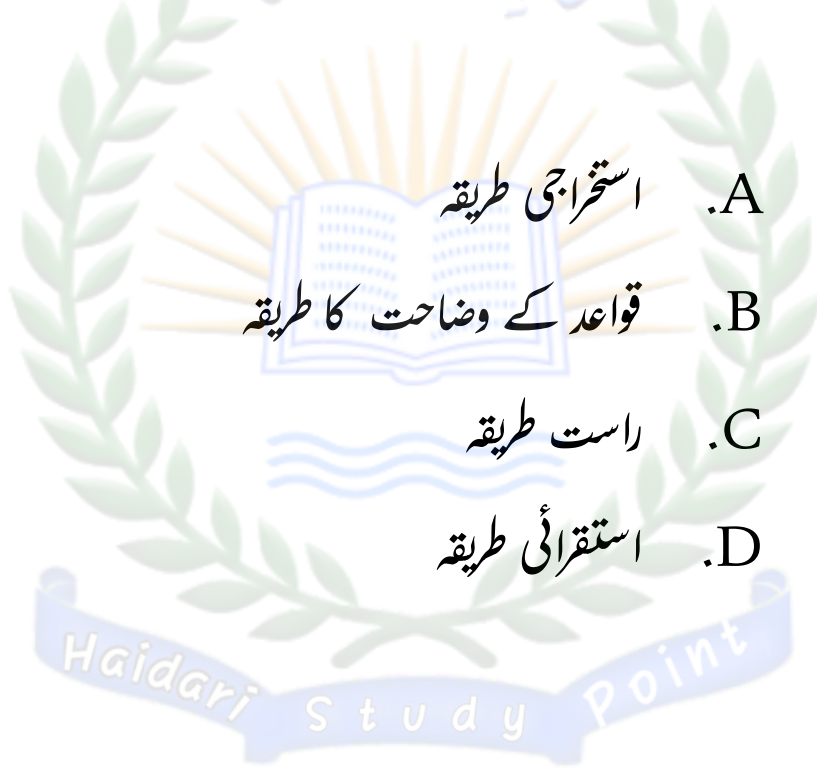 A. استخراجی طریقہ
B. قواعد کے وضاحت کا طریقہ
C. راست طریقہ
D. استقرائی طریقہ
Haidari Study Point